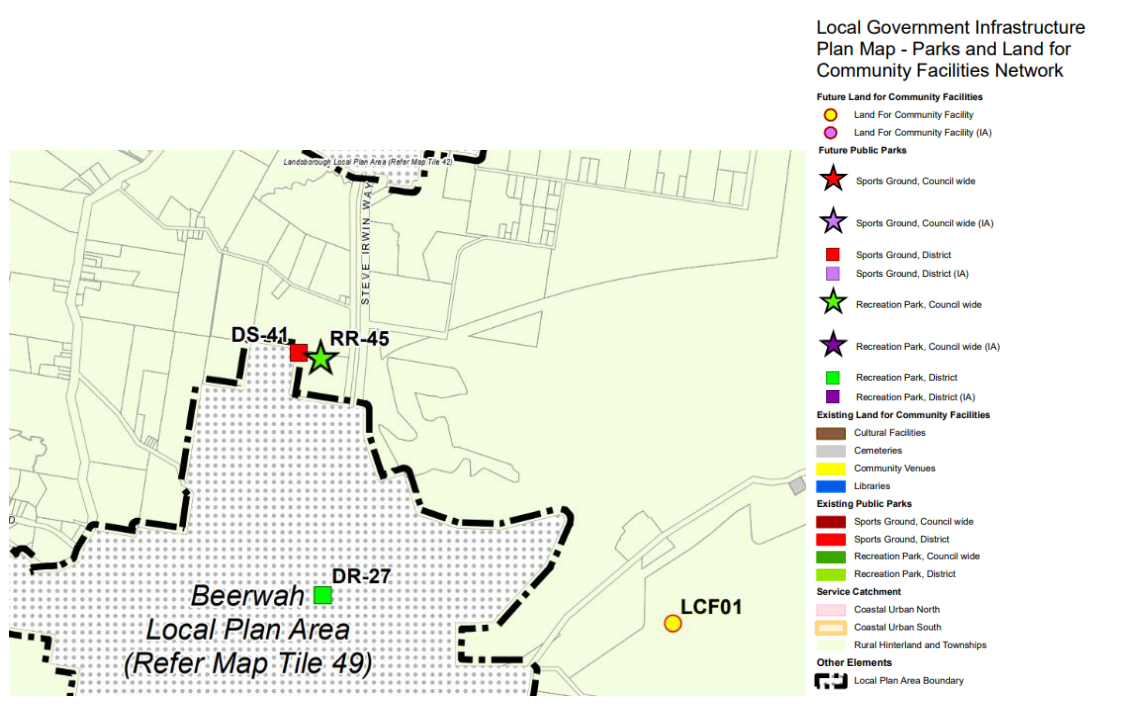 Local Government Infrastructure
Plan Map - Parks and Land for
Community Facilities Network
Future Land for Community Facilities
Land For Community Facility
Land For Community Facility (IA)
Future Public Parks
Sports Ground, Council wide
Sports Ground, Council wide (IA)
Sports Ground, District
Sports Ground, District (IA)
Recreation Park, Council wide
Recreation Park, Council wide (IA)
Recreation Park, District
Recreation Park, District (IA)
Existing Land for Community Facilities
Cultural Facilities
Cemeteries
Community Venues
Libraries
Existing Public Parks
Sports Ground, Council wide
Sports Ground, District
Recreation Park, Council wide
Recreation Park, District
Service Catchment
Coastal Urban North
Coastal Urban South
Rural Hinterland and Townships
Other Elements
Local Plan Area Boundary
Landsborough Local Plan Area (Refer Map Tile 42)
STEVE IRWIN WAY
DS-41
RR-45
D
DR-27
Beerwah
Local Plan Area
(Refer Map Tile 49)
LCF01